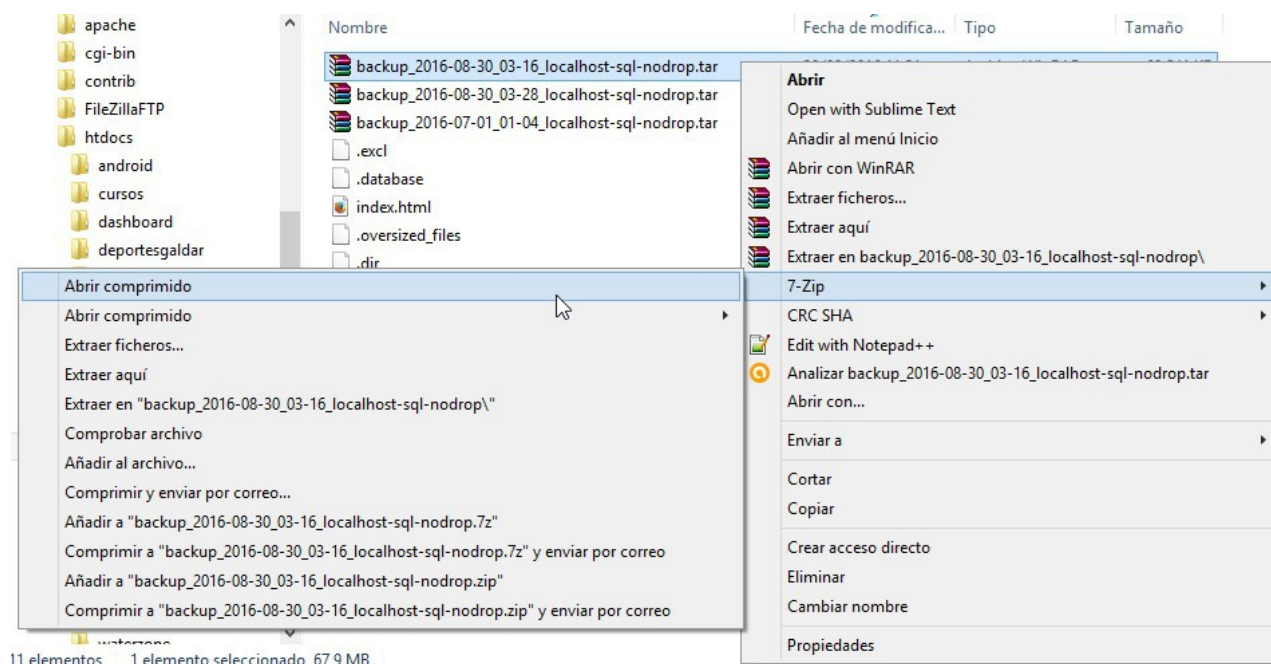 apache
cgi-bin
contrib
FileZillaFTP
htdocs
android
cursos
dashboard
deportesgaldar
Nombre
Fecha de modifica...
Tipo
Tamaño
backup_2016-08-30_03-16_localhost-sql-nodrop.tar
backup_2016-08-30_03-28_localhost-sql-nodrop.tar
backup_2016-07-01_01-04_localhost-sql-nodrop.tar
.excl
.database
index.html
.oversized_files
.dir
Abrir
Open with Sublime Text
Añadir al menú Inicio
Abrir con WinRAR
Extraer ficheros...
Extraer aquí
Extraer en backup_2016-08-30_03-16_localhost-sql-nodrop\
7-Zip
CRC SHA
Edit with Notepad++
Analizar backup_2016-08-30_03-16_localhost-sql-nodrop.tar
Abrir con...
Enviar a
Cortar
Copiar
Crear acceso directo
Eliminar
Cambiar nombre
Propiedades
Abrir comprimido
Abrir comprimido
Extraer ficheros...
Extraer aquí
Extraer en "backup_2016-08-30_03-16_localhost-sql-nodrop\"
Comprobar archivo
Añadir al archivo...
Comprimir y enviar por correo...
Añadir a "backup_2016-08-30_03-16_localhost-sql-nodrop.7z"
Comprimir a "backup_2016-08-30_03-16_localhost-sql-nodrop.7z" y enviar por correo
Añadir a "backup_2016-08-30_03-16_localhost-sql-nodrop.zip"
Comprimir a "backup_2016-08-30_03-16_localhost-sql-nodrop.zip" y enviar por correo
waterzone
11 elementos
1 elemento seleccionado 67,9 MB